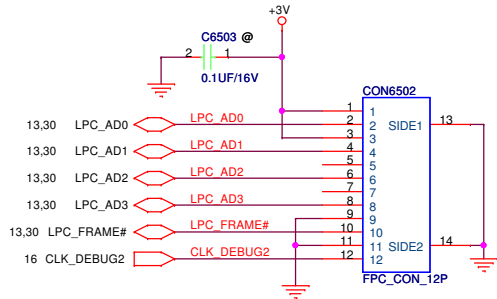 +3V
C6503 @
2 1
0.1UF/16V
CON6502
1 1
13,30 LPC_AD0 LPC_AD0 2 2 SIDE1 13
3 3
13,30 LPC_AD1 LPC_AD1 4 4
5 5
13,30 LPC_AD2 LPC_AD2 6 6
7 7
13,30 LPC_AD3 LPC_AD3 8 8
9 9
13,30 LPC_FRAME# LPC_FRAME# 10 10
11 11 SIDE2 14
16 CLK_DEBUG2 CLK_DEBUG2 12 12
FPC_CON_12P